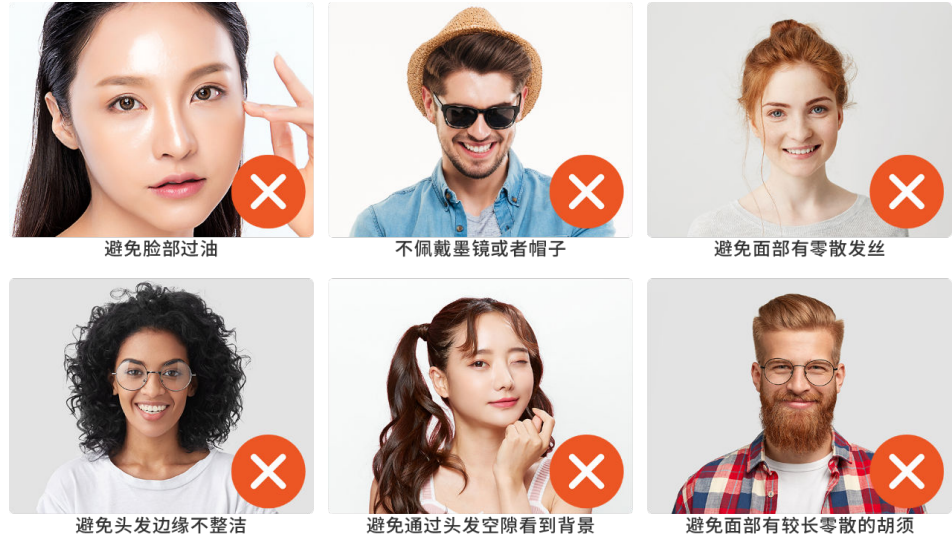 避免脸部过油
不佩戴墨镜或者帽子
避免面部有零散发丝
避免头发边缘不整洁
避免通过头发空隙看到背景
避免面部有较长零散的胡须